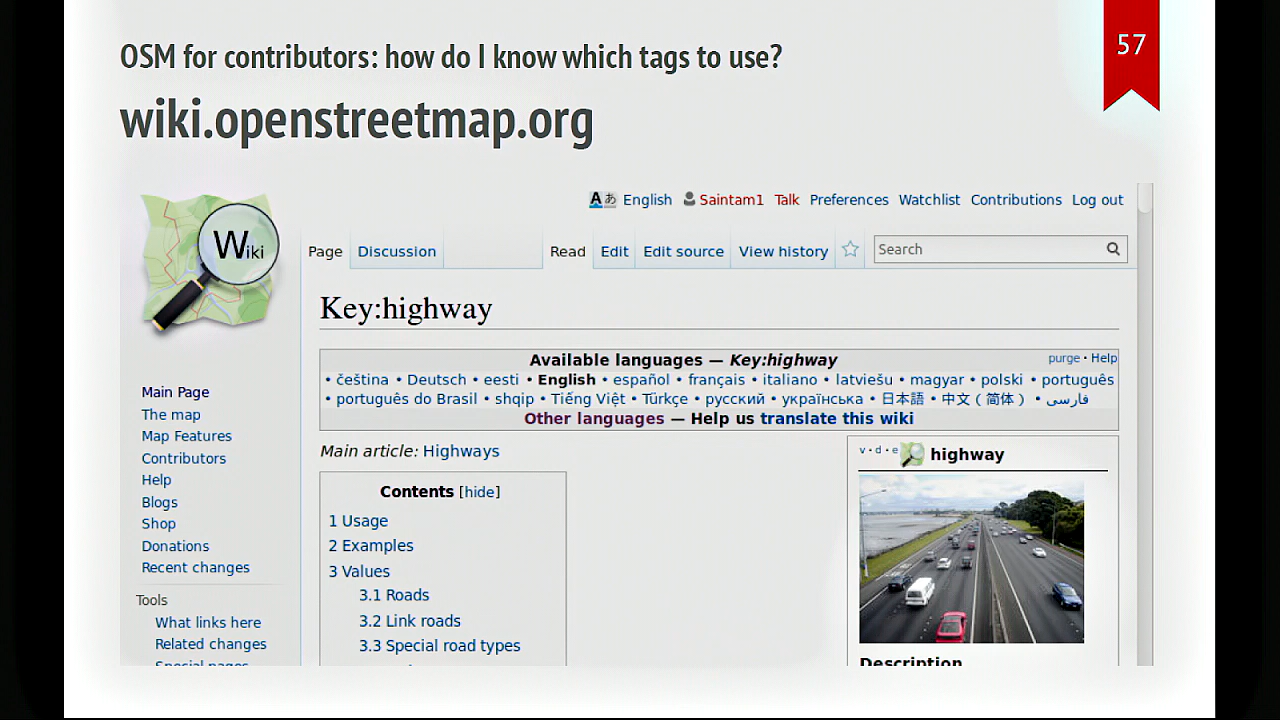 OSM for contributors: how do I know which tags to use?
57
wiki.openstreetmap.org
Wiki
English Saintam1 Talk Preferences Watchlist Contributions Log out
Page Discussion Read Edit Edit source View history Search
Key:highway
Available languages — Key:highway purge · Help
• čeština • Deutsch • eesti • English • español • français • italiano • latviešu • magyar • polski • português
• português do Brasil • shqip • Tiếng Việt • Türkçe • русский • українська • 日本語 • 中文（简体） • فارسی
Other languages — Help us translate this wiki
Main Page
The map
Map Features
Contributors
Help
Blogs
Shop
Donations
Recent changes
Tools
What links here
Related changes
Special pages
Main article: Highways
Contents [hide]
1 Usage
2 Examples
3 Values
3.1 Roads
3.2 Link roads
3.3 Special road types
v · d · e highway
Description